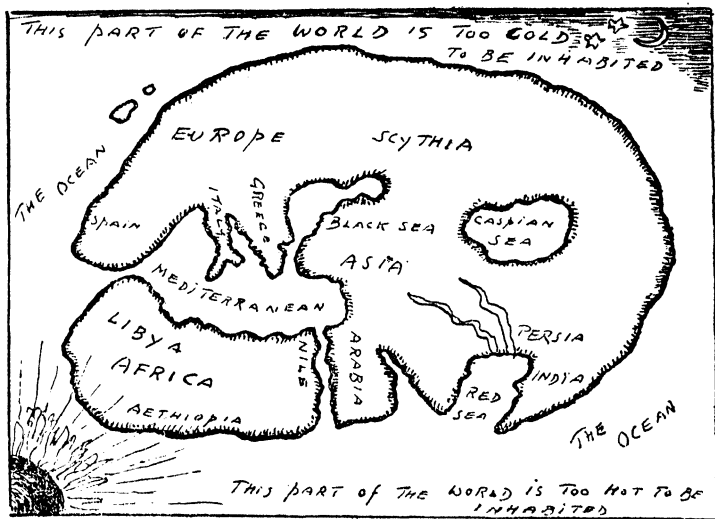 THIS PART OF THE WORLD IS TOO COLD
TO BE INHABITED
EUROPE
SCYTHIA
THE OCEAN
SPAIN
ITALY
GREECE
BLACK SEA
CASPIAN
SEA
ASIA
MEDITERRANEAN
LIBYA
AFRICA
AETHIOPIA
NILE
ARABIA
PERSIA
INDIA
RED
SEA
THE OCEAN
THIS PART OF THE WORLD IS TOO HOT TO BE
INHABITED